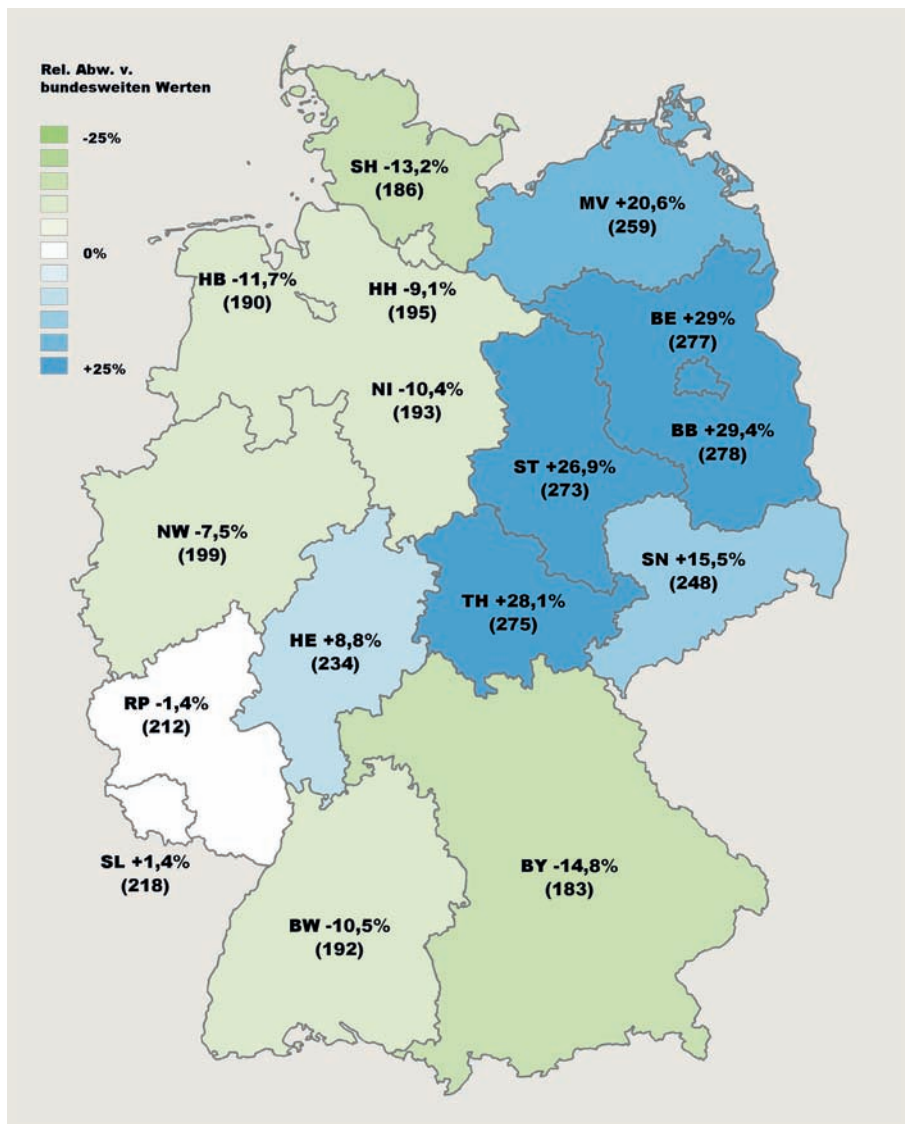 Rel. Abw. v.
bundesweiten Werten
-25%
0%
+25%
SH -13,2%
(186)
MV +20,6%
(259)
HB -11,7%
(190)
HH -9,1%
(195)
BE +29%
(277)
NI -10,4%
(193)
BB +29,4%
(278)
ST +26,9%
(273)
NW -7,5%
(199)
SN +15,5%
(248)
TH +28,1%
(275)
HE +8,8%
(234)
RP -1,4%
(212)
SL +1,4%
(218)
BY -14,8%
(183)
BW -10,5%
(192)